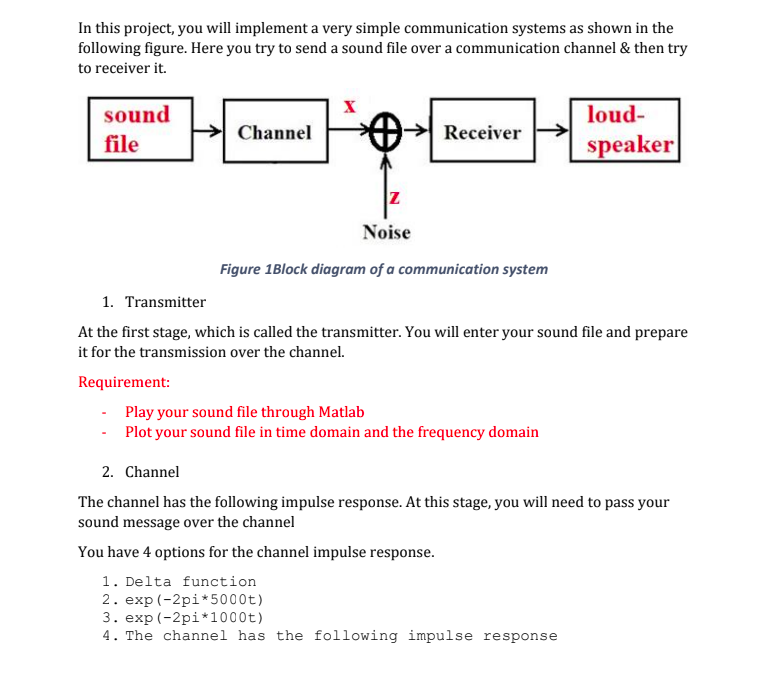 In this project, you will implement a very simple communication systems as shown in the
following figure. Here you try to send a sound file over a communication channel & then try
to receiver it.
sound
file
Channel
X
Receiver
loud-
speaker
z
Noise
Figure 1Block diagram of a communication system
1. Transmitter
At the first stage, which is called the transmitter. You will enter your sound file and prepare
it for the transmission over the channel.
Requirement:
- Play your sound file through Matlab
- Plot your sound file in time domain and the frequency domain
2. Channel
The channel has the following impulse response. At this stage, you will need to pass your
sound message over the channel
You have 4 options for the channel impulse response.
1. Delta function
2. exp(-2pi*5000t)
3. exp(-2pi*1000t)
4. The channel has the following impulse response